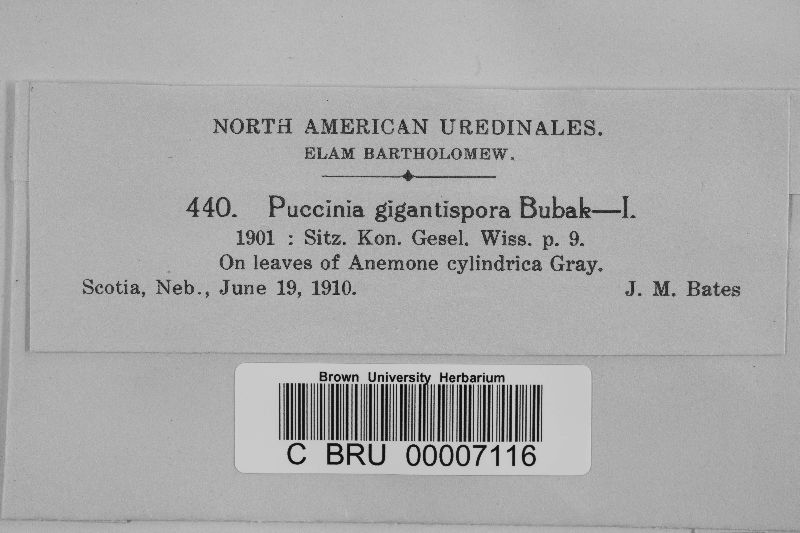 NORTH AMERICAN UREDINALES.
ELAM BARTHOLOMEW.
440. Puccinia gigantispora Bubak—I.
1901 : Sitz. Kon. Gesel. Wiss. p. 9.
On leaves of Anemone cylindrica Gray.
Scotia, Neb., June 19, 1910. J. M. Bates
Brown University Herbarium
C BRU 00007116